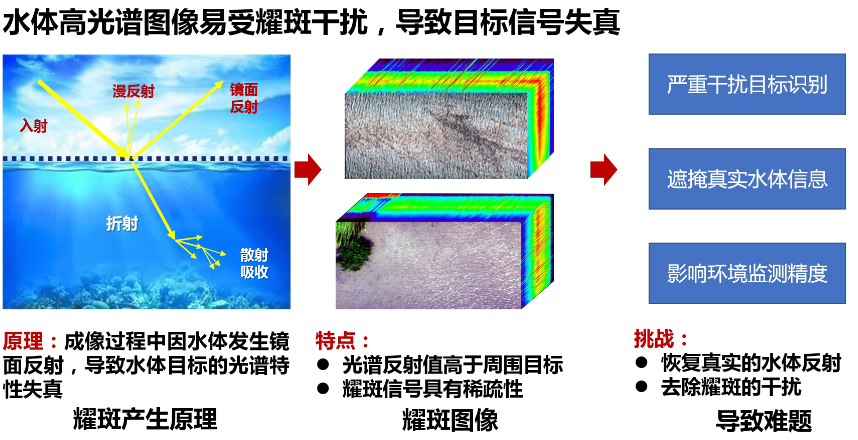 水体高光谱图像易受耀斑干扰，导致目标信号失真
入射
漫反射
镜面
反射
折射
散射
吸收
严重干扰目标识别
遮掩真实水体信息
影响环境监测精度
原理：成像过程中因水体发生镜
面反射，导致水体目标的光谱特
性失真
耀斑产生原理
特点：
● 光谱反射值高于周围目标
● 耀斑信号具有稀疏性
耀斑图像
挑战：
● 恢复真实的水体反射
● 去除耀斑的干扰
导致难题